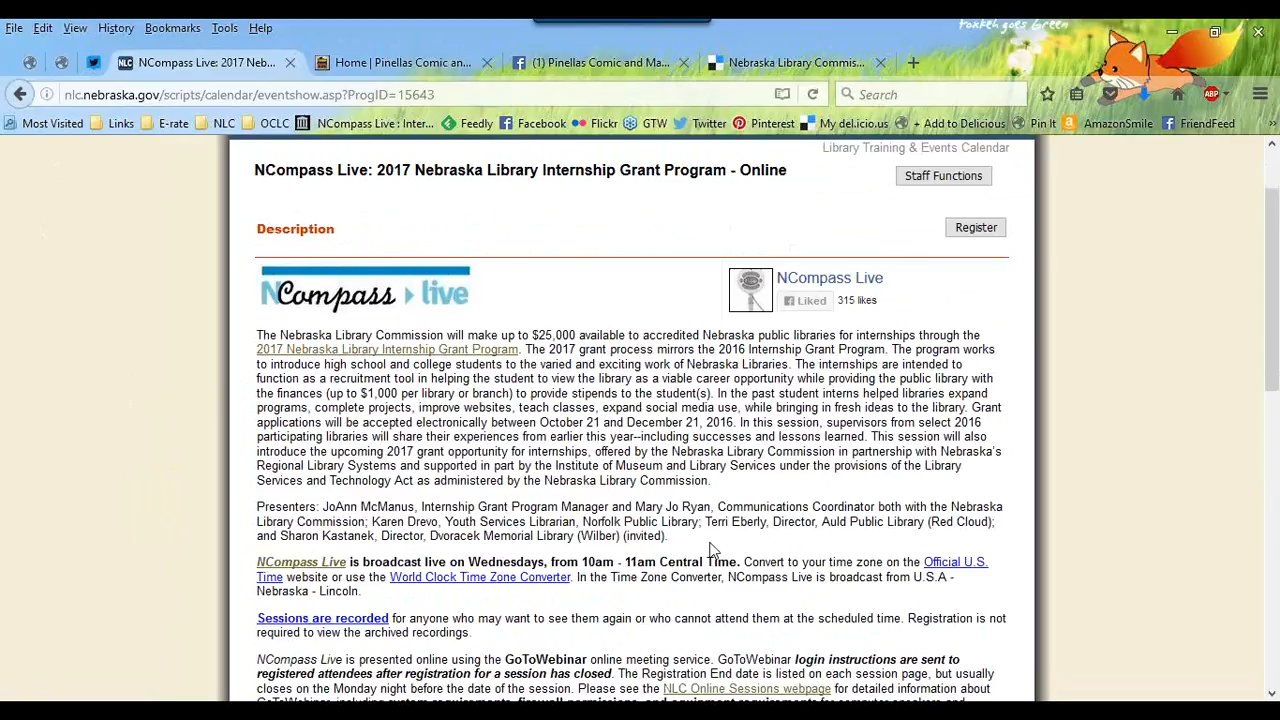 foxkeh goes Green
File Edit View History Bookmarks Tools Help
NCompass Live: 2017 Neb... Home | Pinellas Comic an... (1) Pinellas Comic and Ma... Nebraska Library Commis...
nlc.nebraska.gov/scripts/calendar/eventshow.asp?ProgID=15643 Search
Most Visited Links E-rate NLC OCLC NCompass Live : Inter... Feedly Facebook Flickr GTW Twitter Pinterest My del.icio.us + Add to Delicious Pin It AmazonSmile FriendFeed »
Library Training & Events Calendar
NCompass Live: 2017 Nebraska Library Internship Grant Program - Online
Staff Functions
Description
Register
NCompass live
NCompass Live
Liked 315 likes
The Nebraska Library Commission will make up to $25,000 available to accredited Nebraska public libraries for internships through the
2017 Nebraska Library Internship Grant Program. The 2017 grant process mirrors the 2016 Internship Grant Program. The program works
to introduce high school and college students to the varied and exciting work of Nebraska Libraries. The internships are intended to
function as a recruitment tool in helping the student to view the library as a viable career opportunity while providing the public library with
the finances (up to $1,000 per library or branch) to provide stipends to the student(s). In the past student interns helped libraries expand
programs, complete projects, improve websites, teach classes, expand social media use, while bringing in fresh ideas to the library. Grant
applications will be accepted electronically between October 21 and December 21, 2016. In this session, supervisors from select 2016
participating libraries will share their experiences from earlier this year--including successes and lessons learned. This session will also
introduce the upcoming 2017 grant opportunity for internships, offered by the Nebraska Library Commission in partnership with Nebraska's
Regional Library Systems and supported in part by the Institute of Museum and Library Services under the provisions of the Library
Services and Technology Act as administered by the Nebraska Library Commission.
Presenters: JoAnn McManus, Internship Grant Program Manager and Mary Jo Ryan, Communications Coordinator both with the Nebraska
Library Commission; Karen Drevo, Youth Services Librarian, Norfolk Public Library; Terri Eberly, Director, Auld Public Library (Red Cloud);
and Sharon Kastanek, Director, Dvoracek Memorial Library (Wilber) (invited).
NCompass Live is broadcast live on Wednesdays, from 10am - 11am Central Time. Convert to your time zone on the Official U.S.
Time website or use the World Clock Time Zone Converter. In the Time Zone Converter, NCompass Live is broadcast from U.S.A -
Nebraska - Lincoln.
Sessions are recorded for anyone who may want to see them again or who cannot attend them at the scheduled time. Registration is not
required to view the archived recordings.
NCompass Live is presented online using the GoToWebinar online meeting service. GoToWebinar login instructions are sent to
registered attendees after registration for a session has closed. The Registration End date is listed on each session page, but usually
closes on the Monday night before the date of the session. Please see the NLC Online Sessions webpage for detailed information about
GoToWebinar, including system requirements, firewall permissions, and equipment requirements for computer speakers and